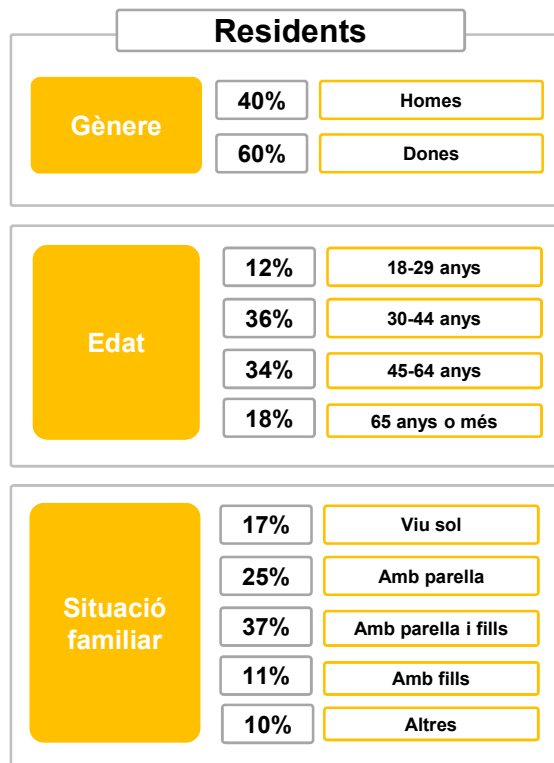 Residents
Gènere
40% Homes
60% Dones
Edat
12% 18-29 anys
36% 30-44 anys
34% 45-64 anys
18% 65 anys o més
Situació
familiar
17% Viu sol
25% Amb parella
37% Amb parella i fills
11% Amb fills
10% Altres